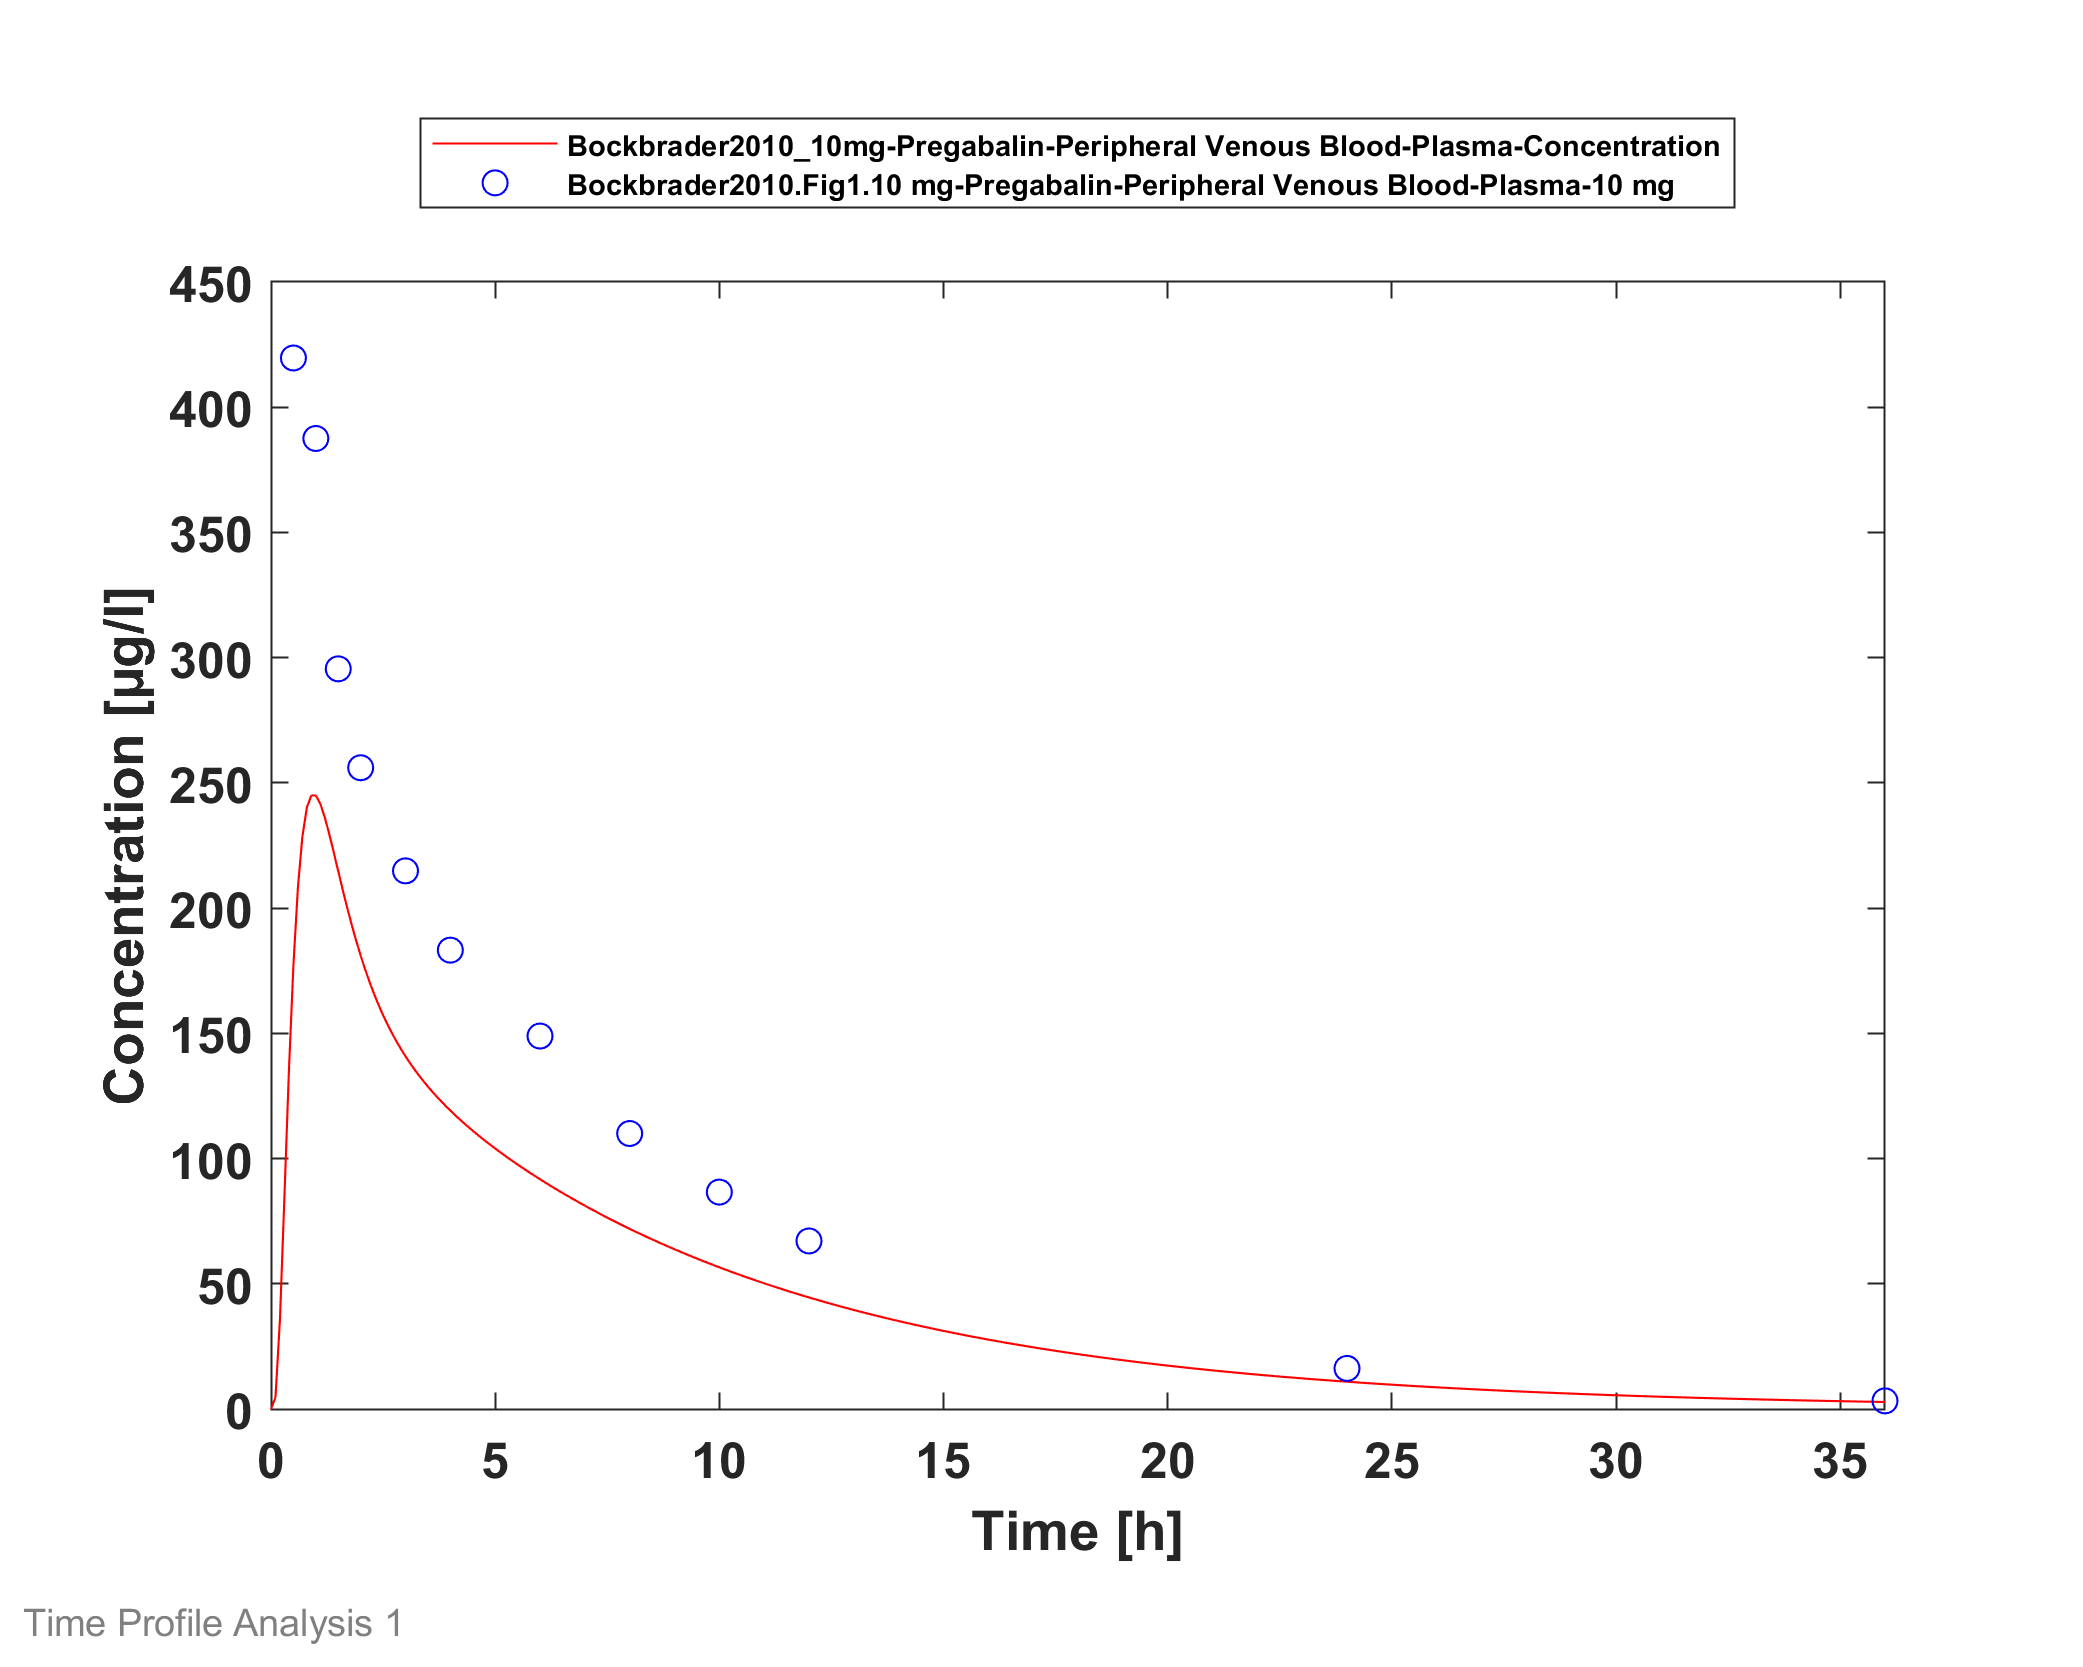 Bockbrader2010_10mg-Pregabalin-Peripheral Venous Blood-Plasma-Concentration
Bockbrader2010.Fig1.10 mg-Pregabalin-Peripheral Venous Blood-Plasma-10 mg
450
400
350
300
250
200
150
100
50
0
Concentration [µg/l]
0 5 10 15 20 25 30 35
Time [h]
Time Profile Analysis 1